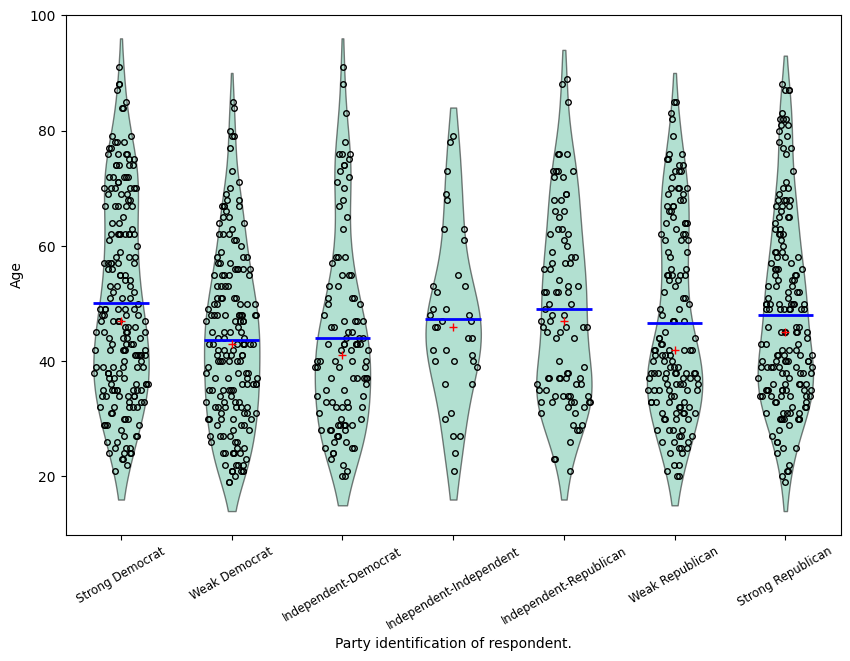 100
80
60
40
20
Age
Strong Democrat
Weak Democrat
Independent-Democrat
Independent-Independent
Independent-Republican
Weak Republican
Strong Republican
Party identification of respondent.